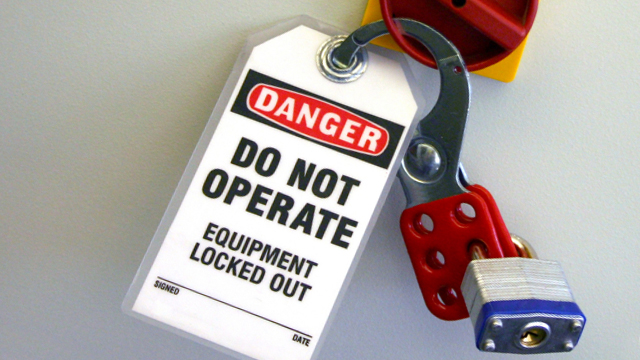 DANGER
DO NOT
OPERATE
EQUIPMENT
LOCKED OUT
SIGNED
DATE